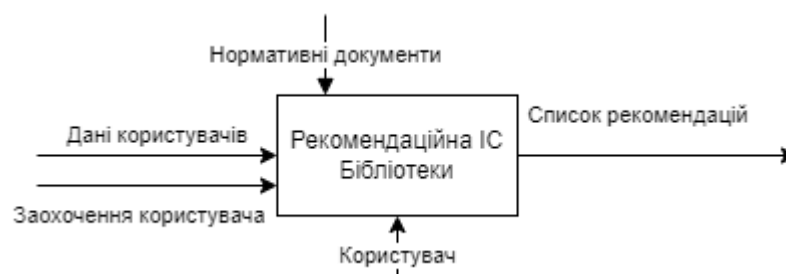 Нормативні документи
Список рекомендацій
Дані користувачів
Рекомендаційна ІС
Бібліотеки
Заохочення користувача
Користувач